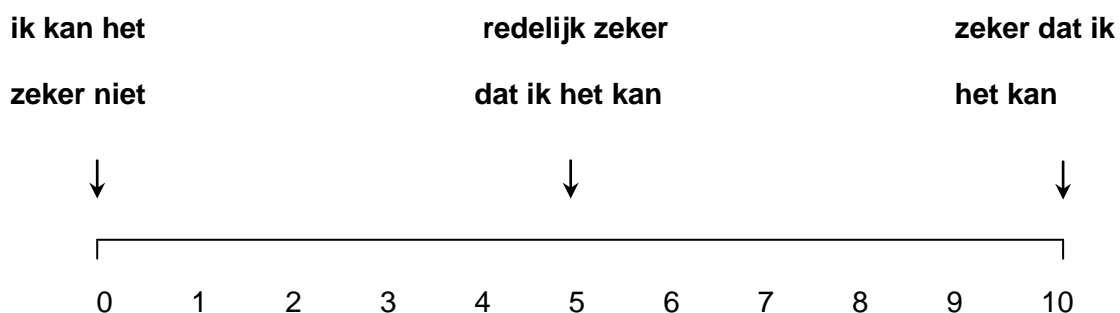 ik kan het redelijk zeker zeker dat ik
zeker niet dat ik het kan het kan
0 1 2 3 4 5 6 7 8 9 10